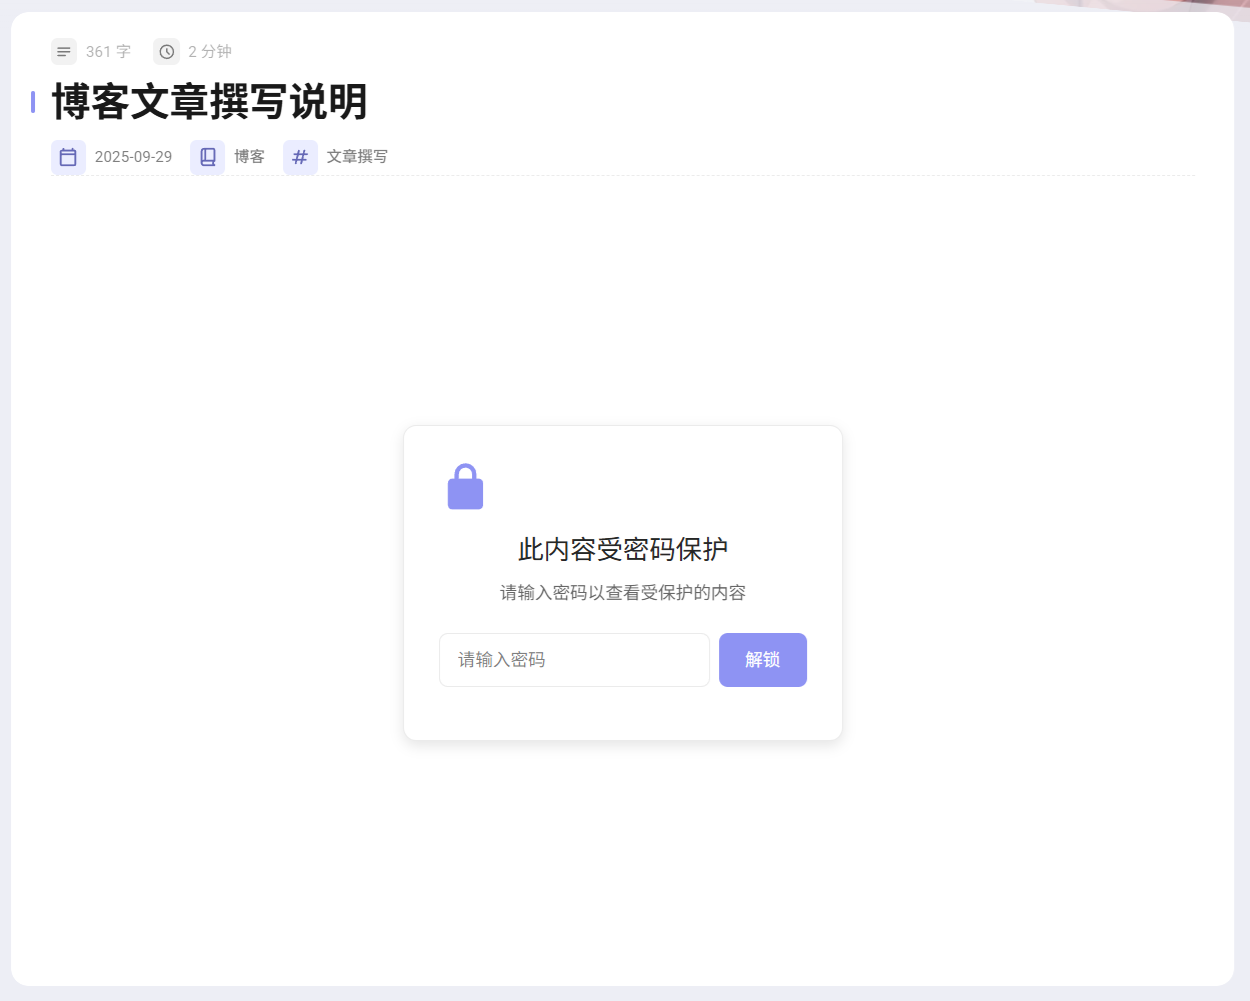 361 字 2 分钟
博客文章撰写说明
2025-09-29 博客 # 文章撰写
此内容受密码保护
请输入密码以查看受保护的内容
请输入密码 解锁